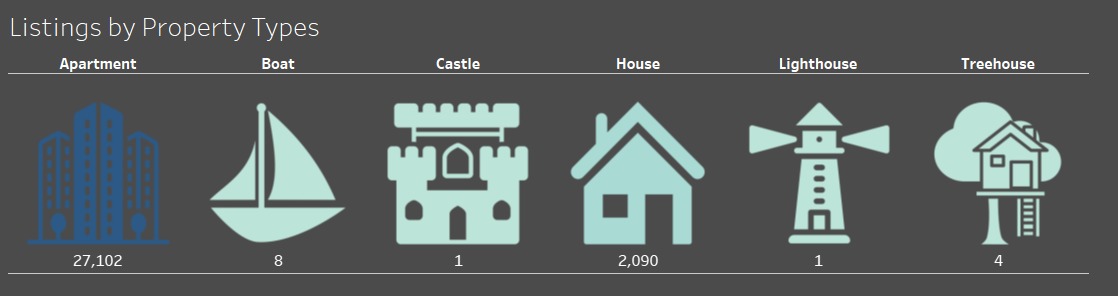 Listings by Property Types
Apartment Boat Castle House Lighthouse Treehouse
27,102 8 1 2,090 1 4